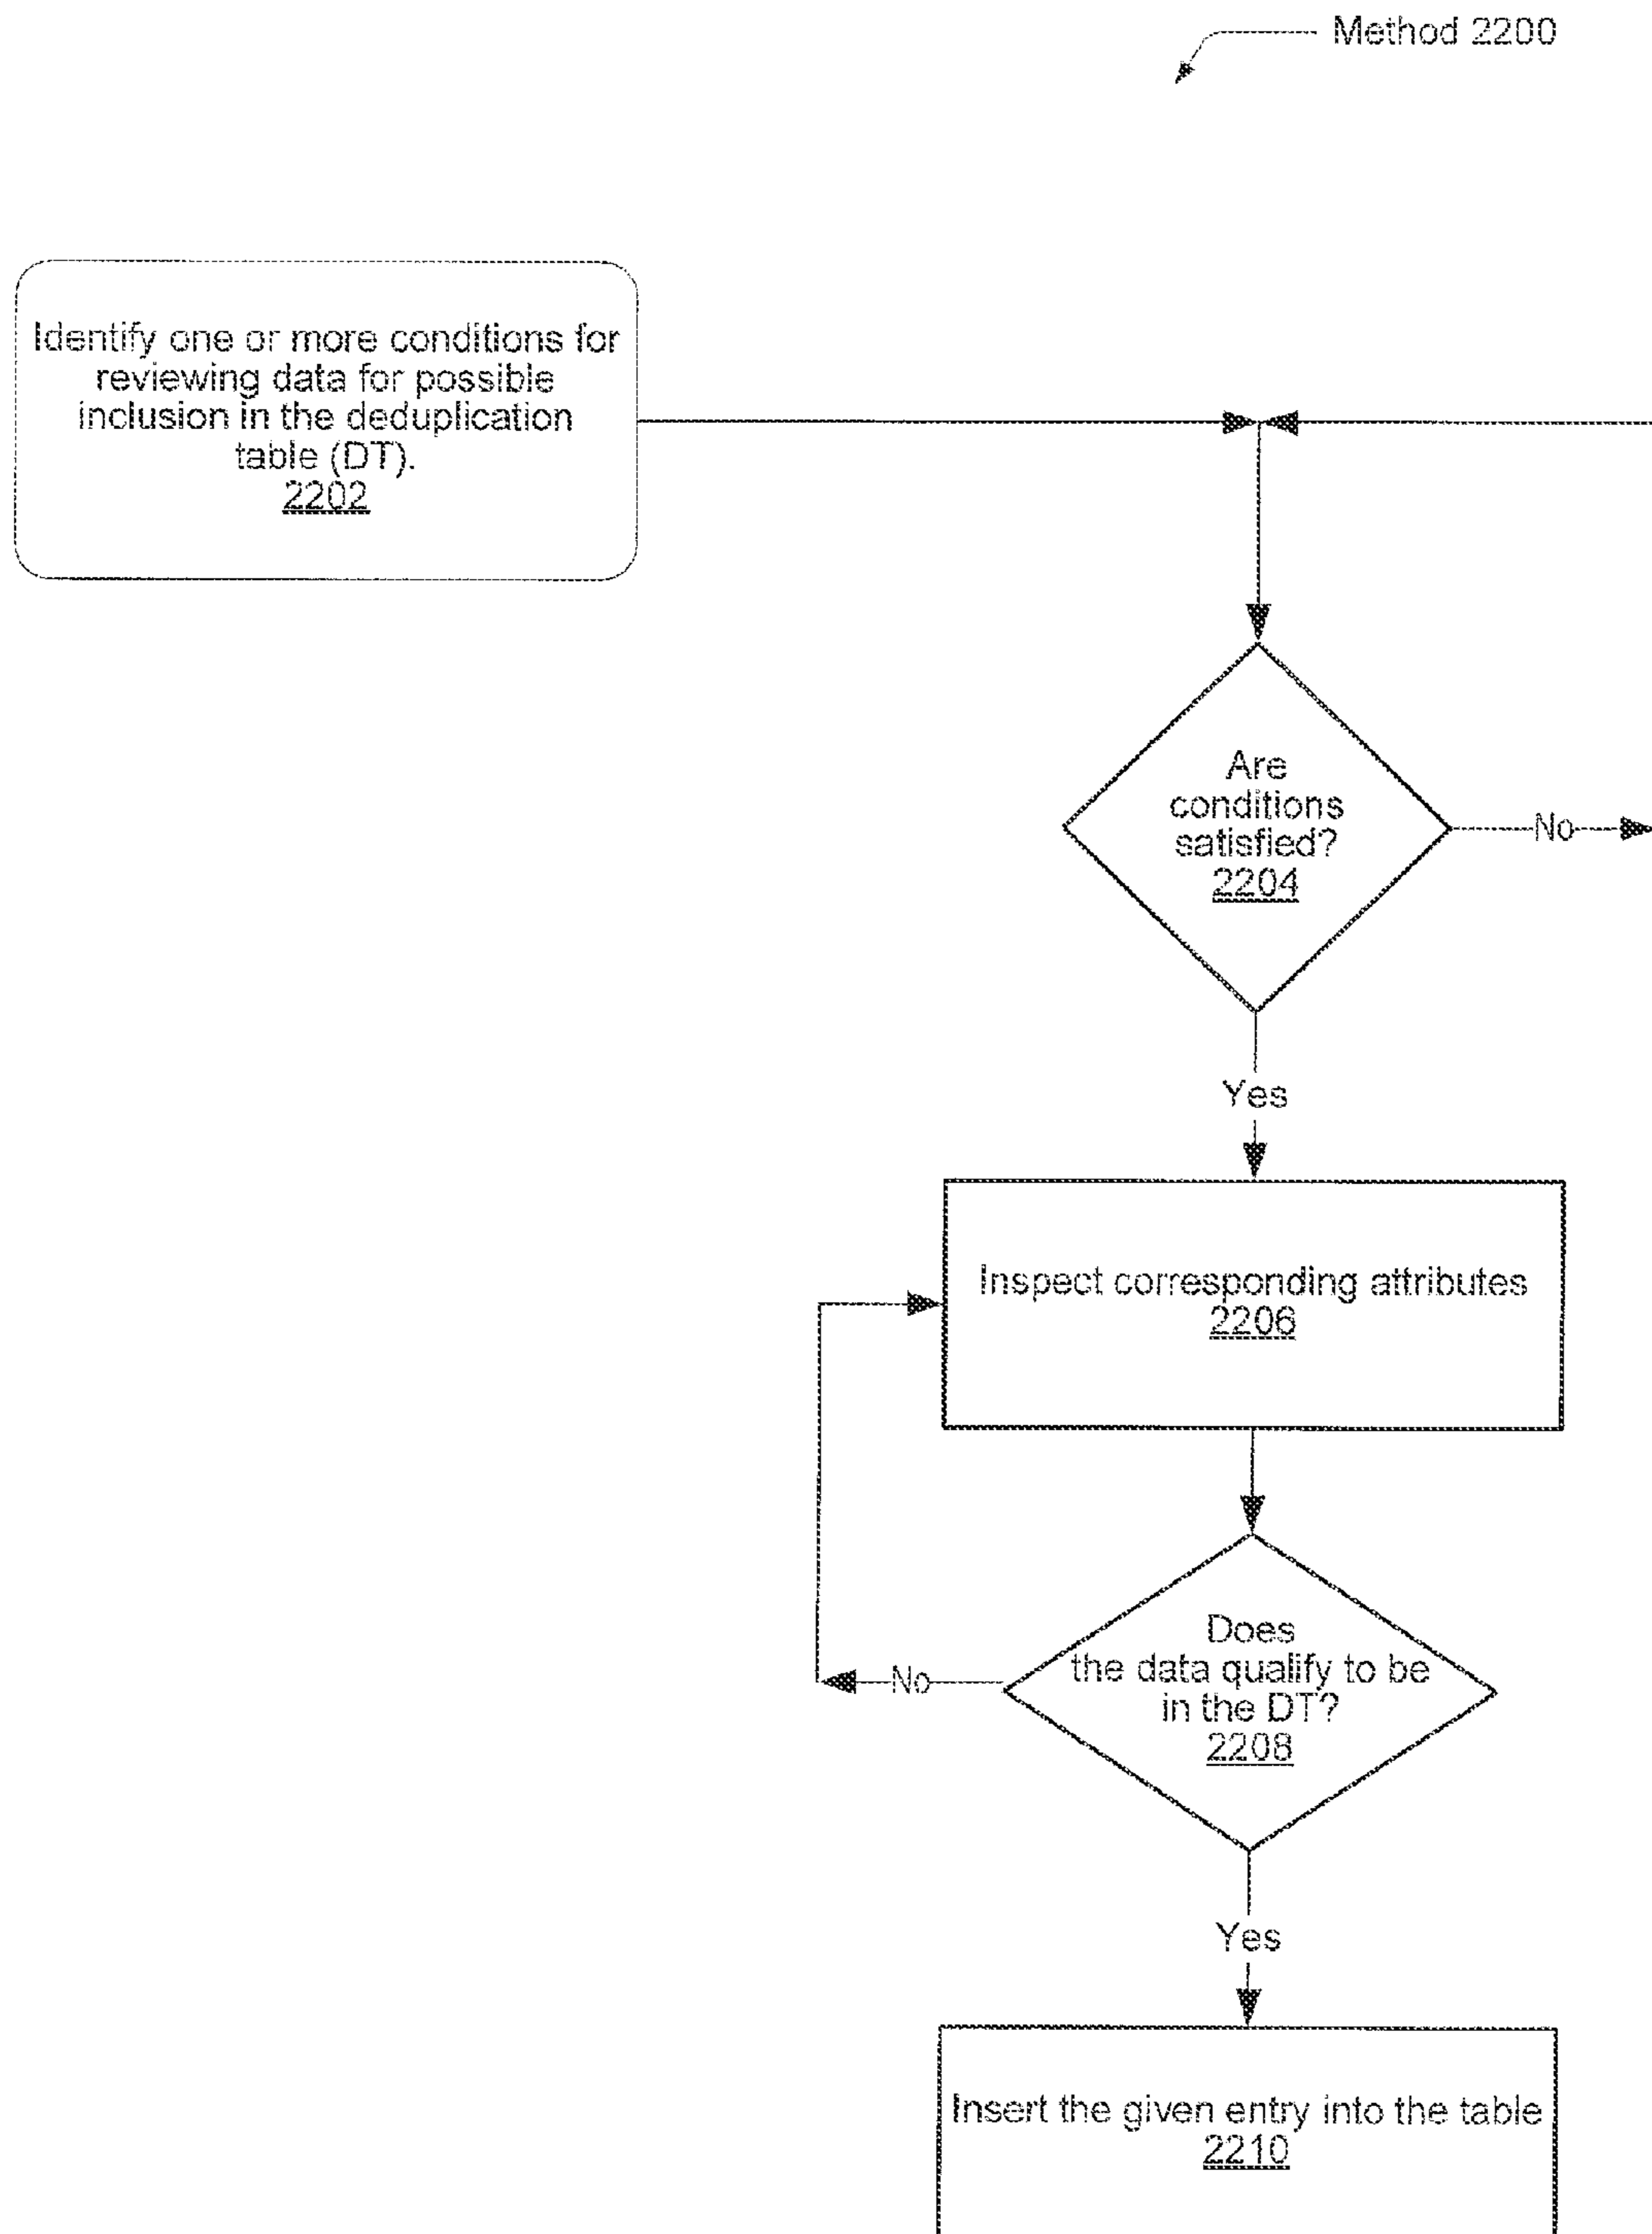 Method 2200
Identify one or more conditions for
reviewing data for possible
inclusion in the deduplication
table (DT).
2202
Are
conditions
satisfied?
2204
No
Yes
Inspect corresponding attributes
2206
Does
the data qualify to be
in the DT?
2208
No
Yes
Insert the given entry into the table
2210